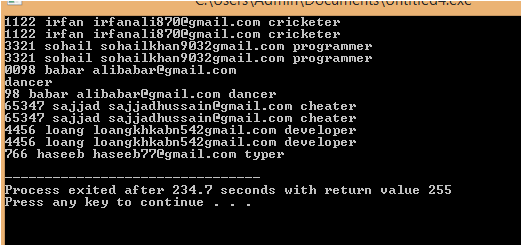 C:\Users\Admin\Documents\Untitled4.exe
1122 irfan irfanali870@gmail.com cricketer
1122 irfan irfanali870@gmail.com cricketer
3321 sohail sohailkhan9032gmail.com programmer
3321 sohail sohailkhan9032gmail.com programmer
0098 babar alibabar@gmail.com
dancer
98 babar alibabar@gmail.com dancer
65347 sajjad sajjadhussain@gmail.com cheater
65347 sajjad sajjadhussain@gmail.com cheater
4456 loang loangkhkabn542gmail.com developer
4456 loang loangkhkabn542gmail.com developer
766 haseeb haseeb77@gmail.com typer
--------------------------------
Process exited after 234.7 seconds with return value 255
Press any key to continue . . .